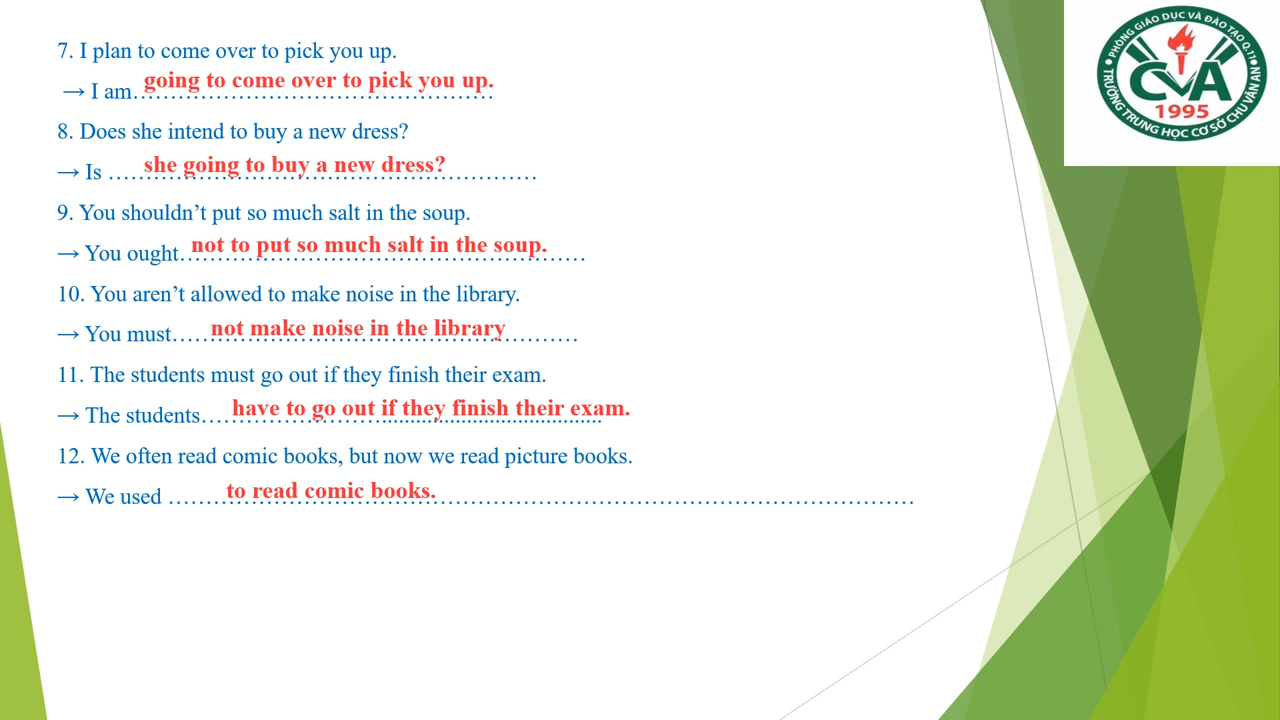 7. I plan to come over to pick you up.
→ I am…………………………………………
going to come over to pick you up.
8. Does she intend to buy a new dress?
→ Is …………………………………………………
she going to buy a new dress?
9. You shouldn’t put so much salt in the soup.
→ You ought………………………………………………
not to put so much salt in the soup.
10. You aren’t allowed to make noise in the library.
→ You must………………………………………………
not make noise in the library
11. The students must go out if they finish their exam.
→ The students……………………........................................
have to go out if they finish their exam.
12. We often read comic books, but now we read picture books.
→ We used ………………………………………………………………………………………
to read comic books.
PHÒNG GIÁO DỤC VÀ ĐÀO TẠO Q.11
CVA
1995
TRƯỜNG TRUNG HỌC CƠ SỞ CHU VĂN AN